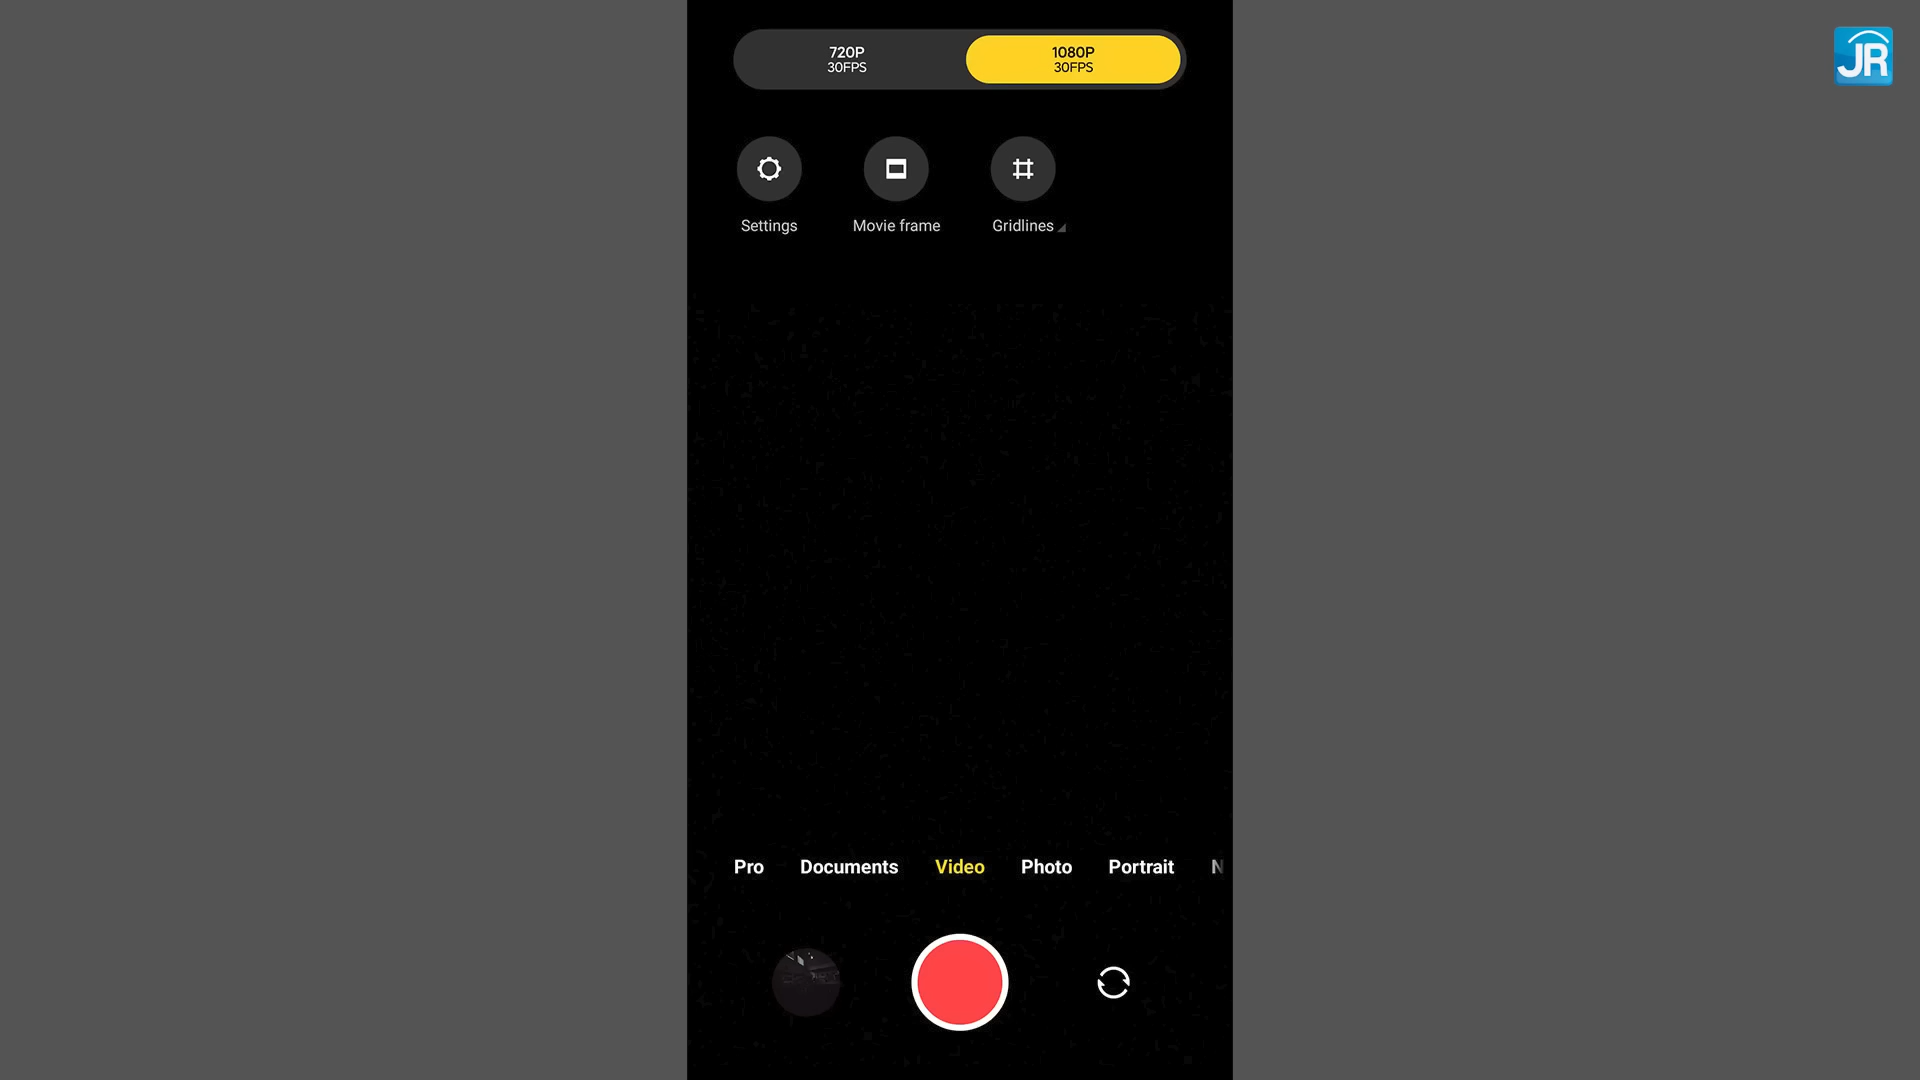 720P
30FPS
1080P
30FPS
JR
Settings
Movie frame
Gridlines
Pro Documents Video Photo Portrait N